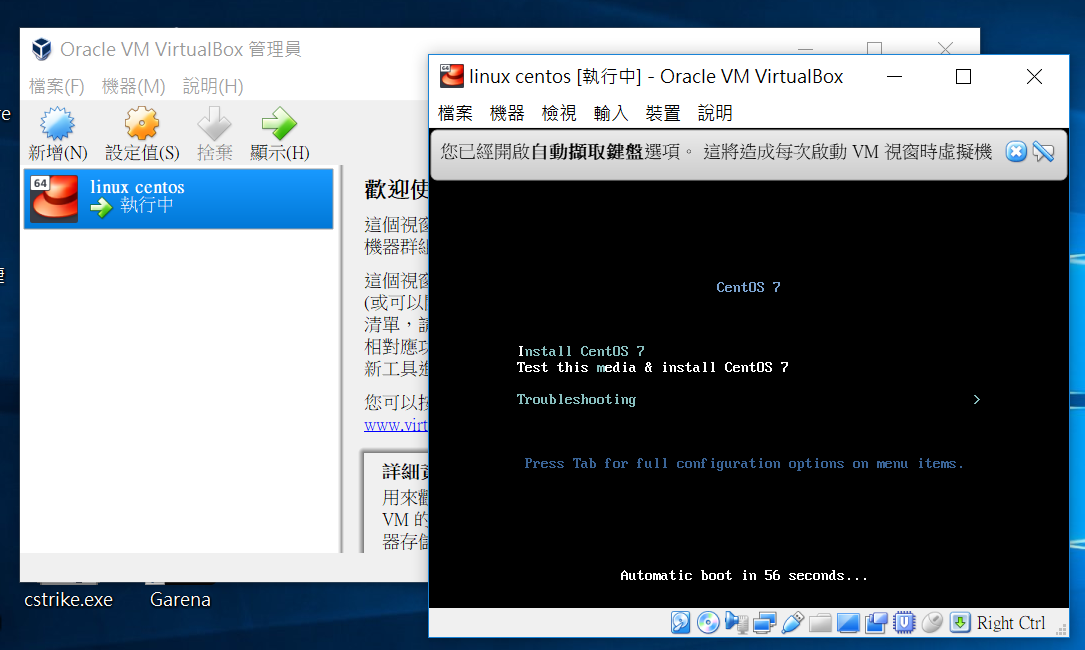 Oracle VM VirtualBox 管理員
檔案(F) 機器(M) 說明(H)
新增(N) 設定值(S) 捨棄 顯示(H)
64
linux centos
執行中
歡迎使
這個視窗
機器群組
這個視窗
(或可以
清單，請
相對應
新工具
您可以按
www.virt
詳細
用來
VM 的
器存儲
cstrike.exe
Garena
64
linux centos [執行中] - Oracle VM VirtualBox
檔案 機器 檢視 輸入 裝置 說明
您已經開啟自動擷取鍵盤選項。 這將造成每次啟動 VM 視窗時虛擬機
CentOS 7
Install CentOS 7
Test this media & install CentOS 7
Troubleshooting >
Press Tab for full configuration options on menu items.
Automatic boot in 56 seconds...
Right Ctrl